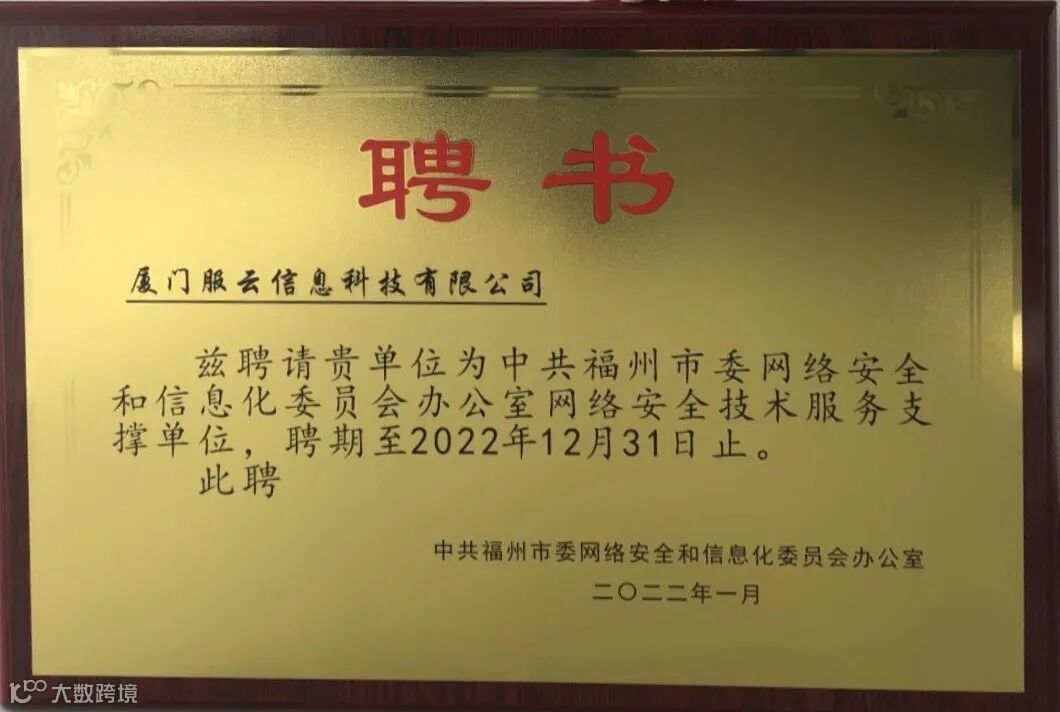 聘书
厦门服云信息科技有限公司
兹聘请贵单位为中共福州市委网络安全
和信息化委员会办公室网络安全技术服务支
撑单位，聘期至2022年12月31日止。
此聘
中共福州市委网络安全和信息化委员会办公室
二〇二二年一月
大数跨境